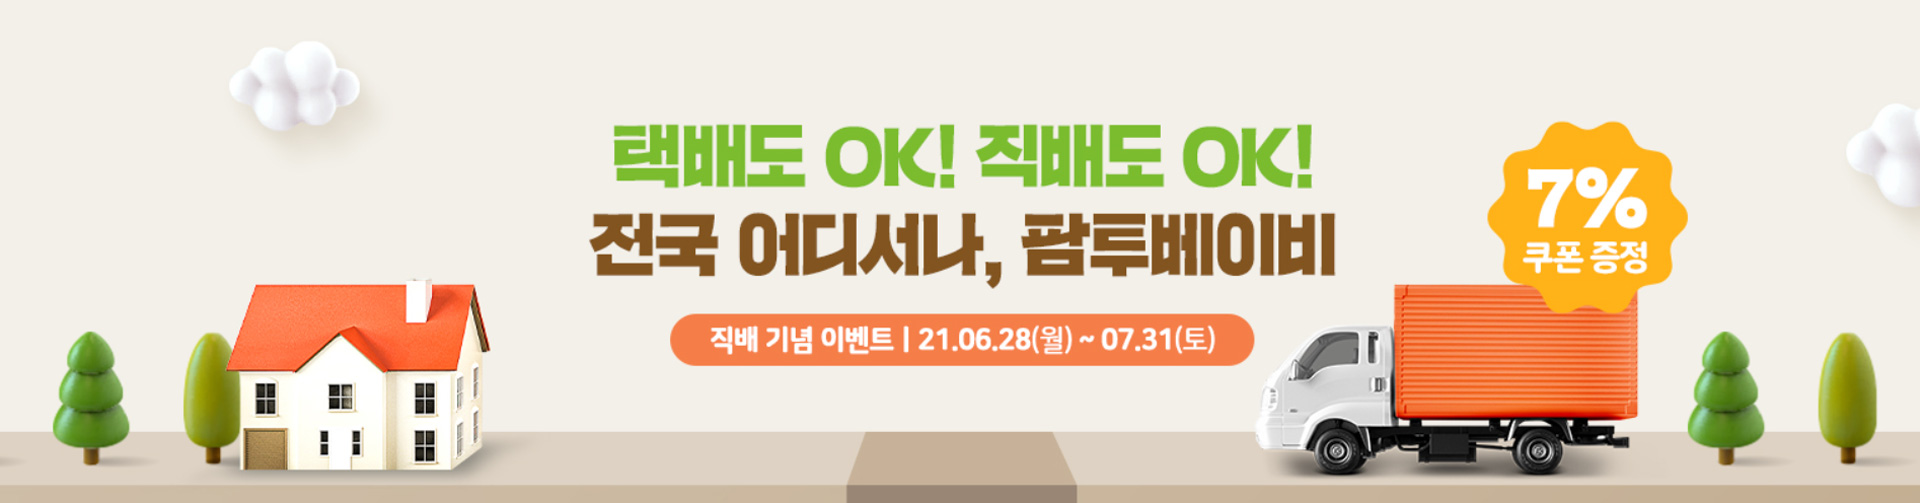 택배도 OK! 직배도 OK!
전국 어디서나, 팜투베이비
직배 기념 이벤트 | 21.06.28(월) ~ 07.31(토)
7%
쿠폰 증정